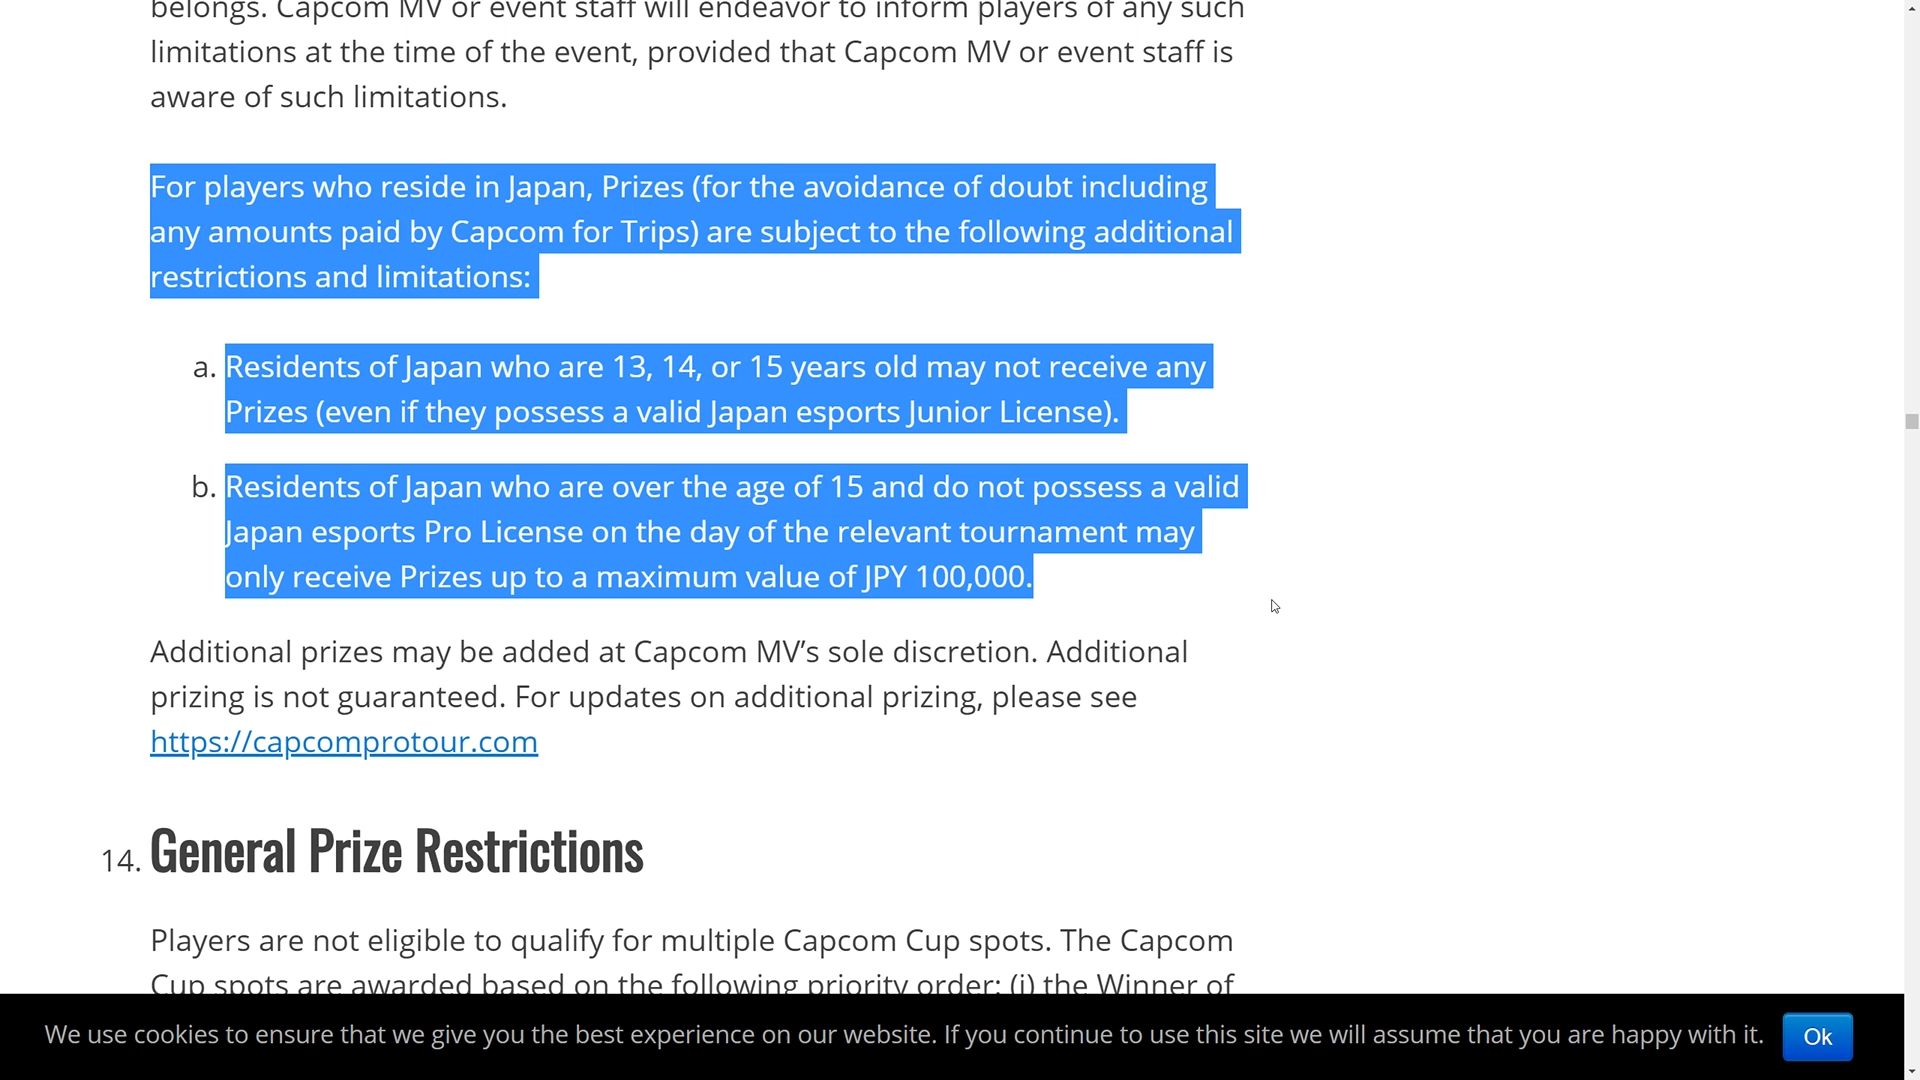 belongs. Capcom MV or event staff will endeavor to inform players of any such
limitations at the time of the event, provided that Capcom MV or event staff is
aware of such limitations.
For players who reside in Japan, Prizes (for the avoidance of doubt including
any amounts paid by Capcom for Trips) are subject to the following additional
restrictions and limitations:
a. Residents of Japan who are 13, 14, or 15 years old may not receive any
Prizes (even if they possess a valid Japan esports Junior License).
b. Residents of Japan who are over the age of 15 and do not possess a valid
Japan esports Pro License on the day of the relevant tournament may
only receive Prizes up to a maximum value of JPY 100,000.
Additional prizes may be added at Capcom MV’s sole discretion. Additional
prizing is not guaranteed. For updates on additional prizing, please see
https://capcomprotour.com
14. General Prize Restrictions
Players are not eligible to qualify for multiple Capcom Cup spots. The Capcom
Cup spots are awarded based on the following priority order: (i) the Winner of
We use cookies to ensure that we give you the best experience on our website. If you continue to use this site we will assume that you are happy with it. Ok